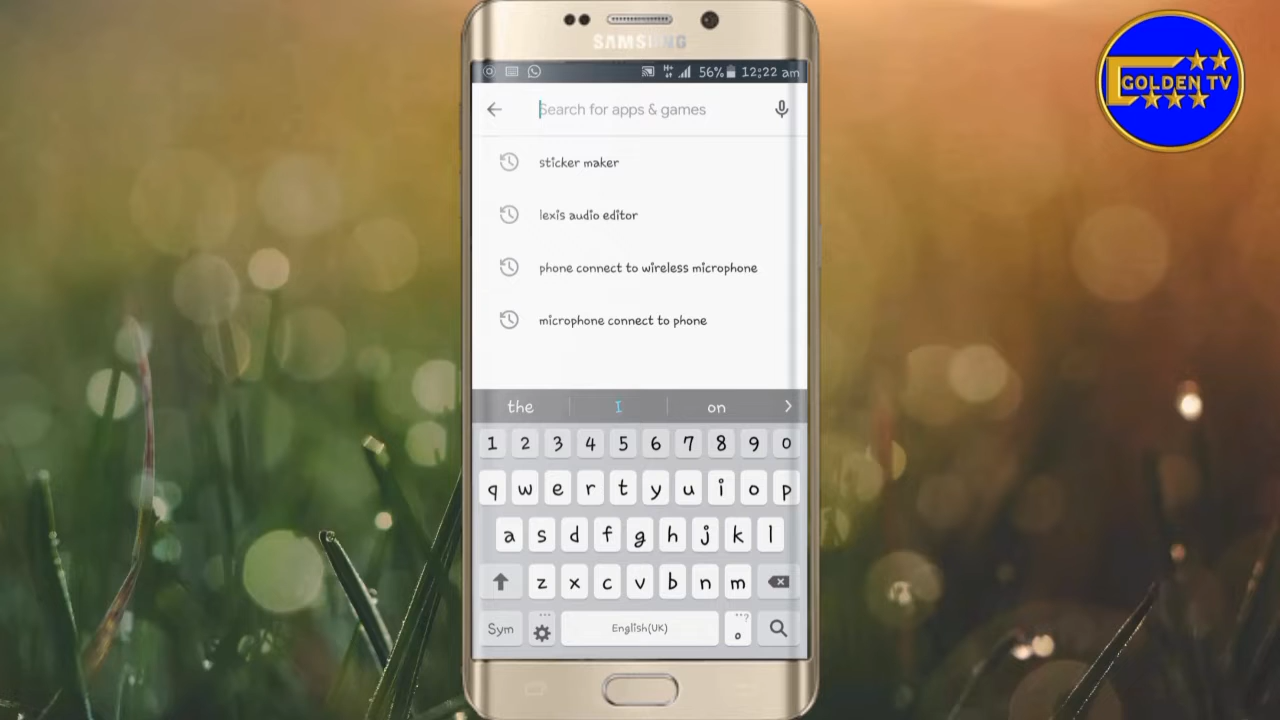 SAMSUNG
56% 12:22 am
Search for apps & games
sticker maker
lexis audio editor
phone connect to wireless microphone
microphone connect to phone
the I on
1 2 3 4 5 6 7 8 9 0
q w e r t y u i o p
a s d f g h j k l
z x c v b n m
Sym English(UK)
GOLDEN TV